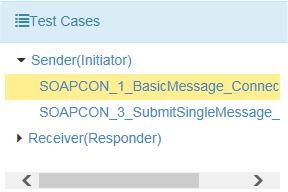 Test Cases
Sender(Initiator)
SOAPCON_1_BasicMessage_Connec
SOAPCON_3_SubmitSingleMessage_
Receiver(Responder)